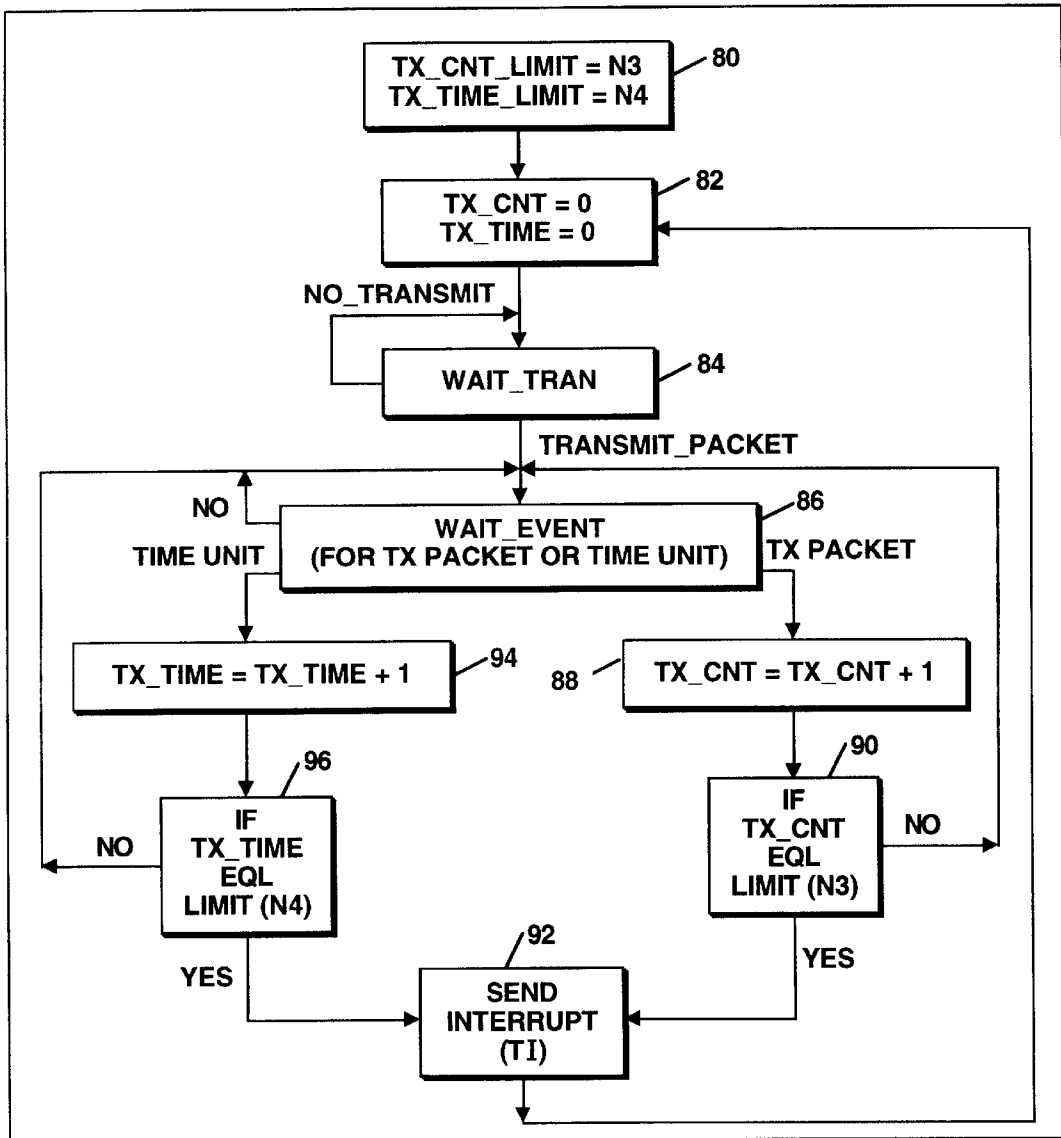 TX_CNT_LIMIT = N3
TX_TIME_LIMIT = N4
80
TX_CNT = 0
TX_TIME = 0
82
NO_TRANSMIT
WAIT_TRAN
84
TRANSMIT_PACKET
NO
WAIT_EVENT
(FOR TX PACKET OR TIME UNIT)
86
TIME UNIT
TX PACKET
TX_TIME = TX_TIME + 1
94
88
TX_CNT = TX_CNT + 1
96
IF
TX_TIME
EQL
LIMIT (N4)
NO
YES
90
IF
TX_CNT
EQL
LIMIT (N3)
NO
YES
92
SEND
INTERRUPT
(TI)